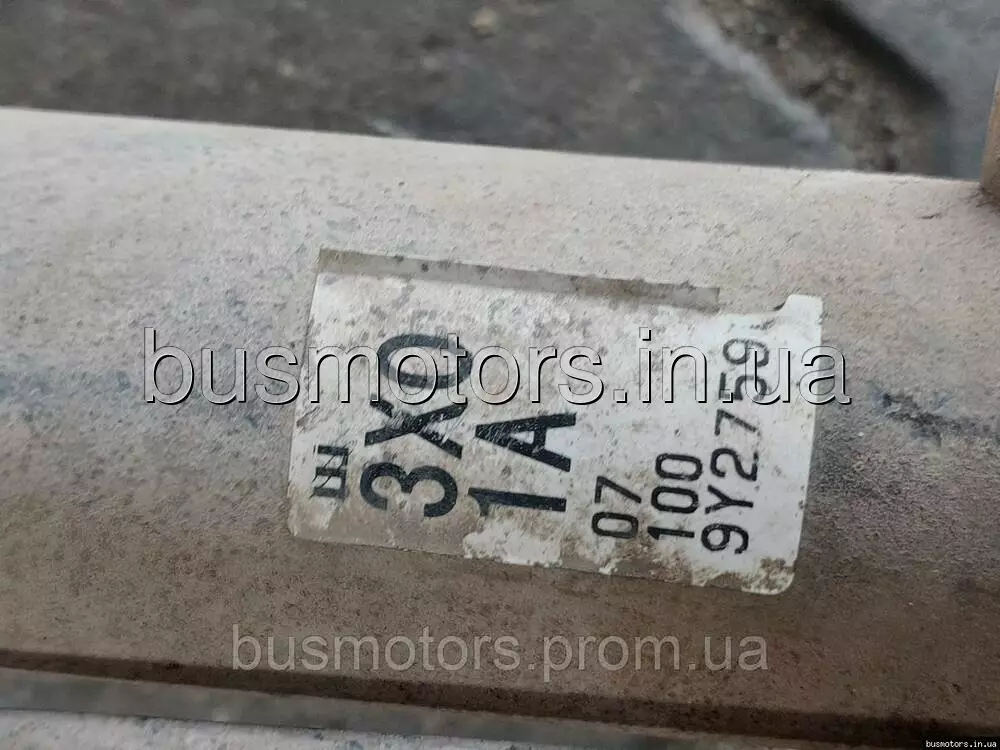 3X0
1A
07
100
9Y2759
busmotors.in.ua
busmotors.prom.ua
busmotors.in.ua